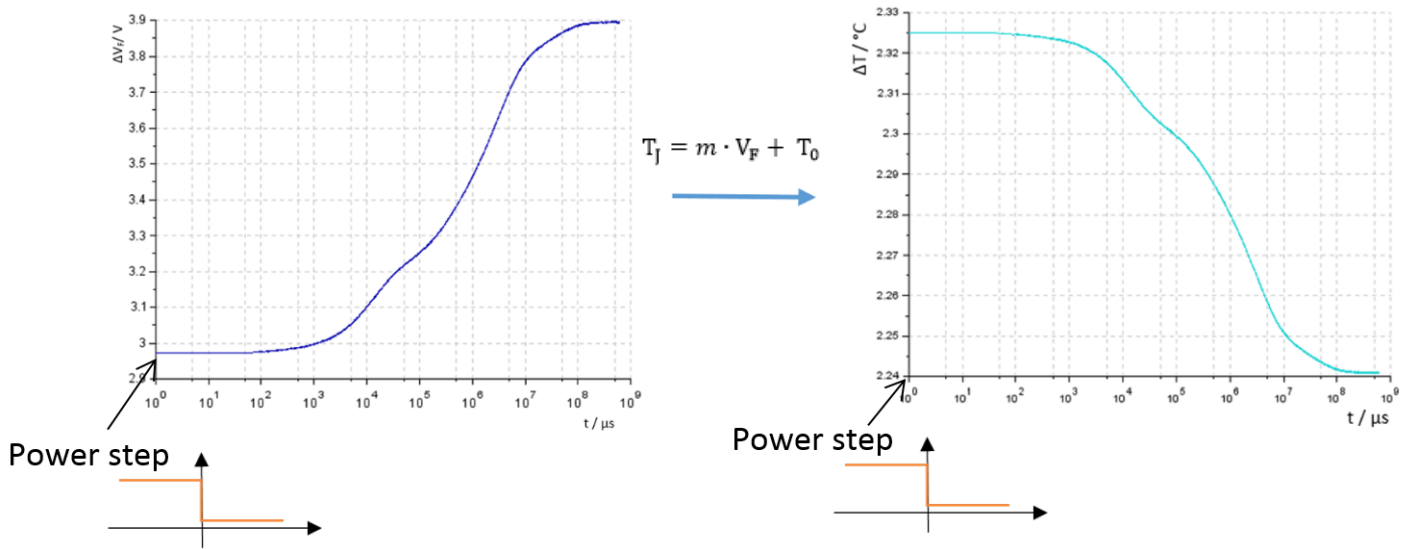 ΔV_F / V
3.9
3.8
3.7
3.6
3.5
3.4
3.3
3.2
3.1
3
2.9
10^0 10^1 10^2 10^3 10^4 10^5 10^6 10^7 10^8 10^9
t / µs
Power step
T_J = m · V_F + T_0
ΔT / °C
2.33
2.32
2.31
2.3
2.29
2.28
2.27
2.26
2.25
2.24
10^0 10^1 10^2 10^3 10^4 10^5 10^6 10^7 10^8 10^9
t / µs
Power step